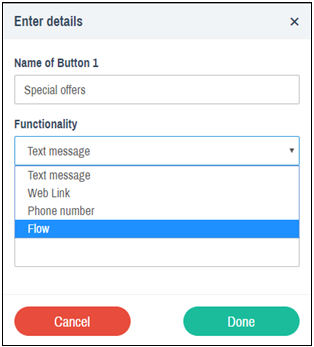 Enter details ×
Name of Button 1
Special offers
Functionality
Text message
Text message
Web Link
Phone number
Flow
Cancel Done